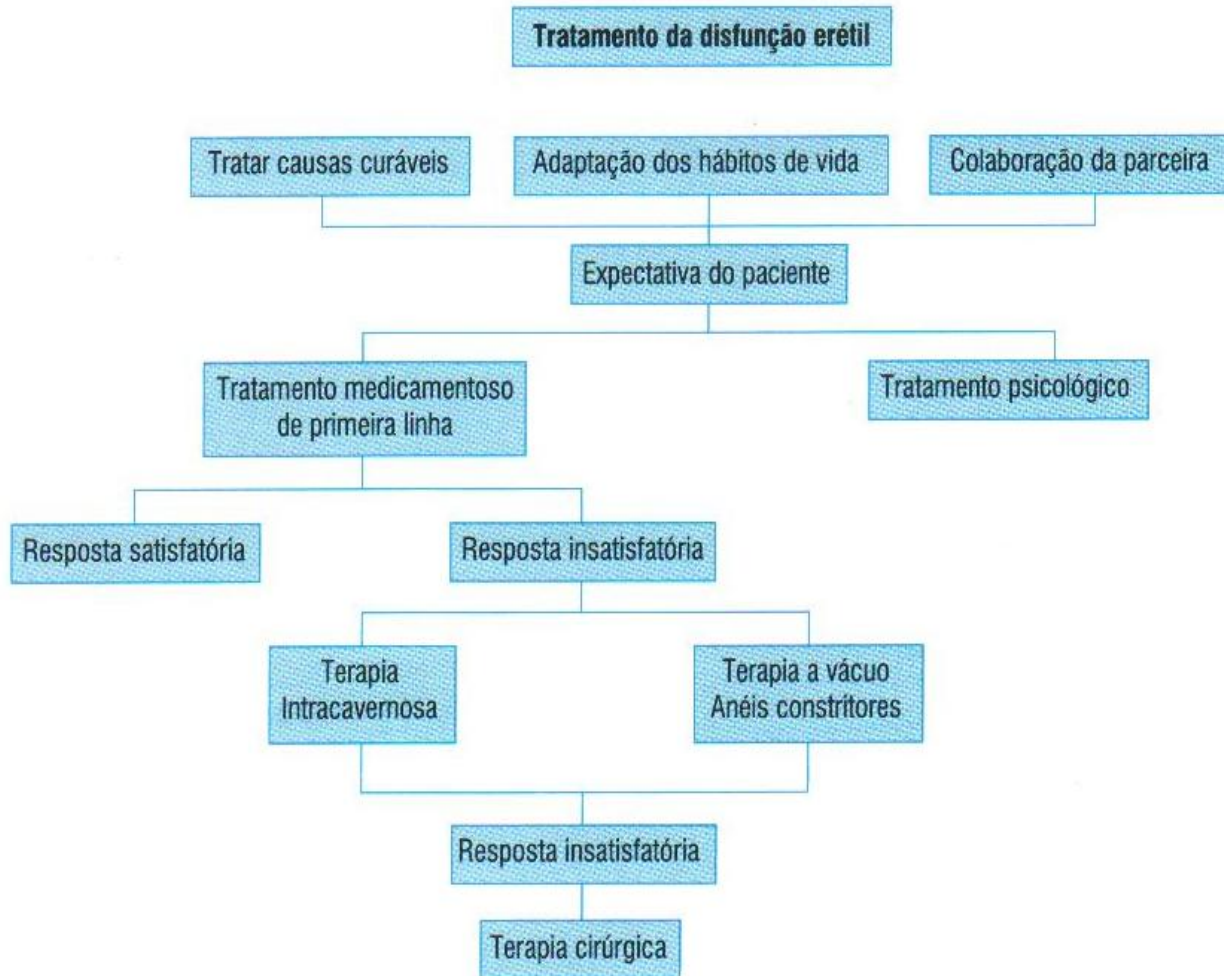 Tratamento da disfunção erétil
Tratar causas curáveis
Adaptação dos hábitos de vida
Colaboração da parceira
Expectativa do paciente
Tratamento medicamentoso
de primeira linha
Tratamento psicológico
Resposta satisfatória
Resposta insatisfatória
Terapia
Intracavernosa
Terapia a vácuo
Anéis constritores
Resposta insatisfatória
Terapia cirúrgica